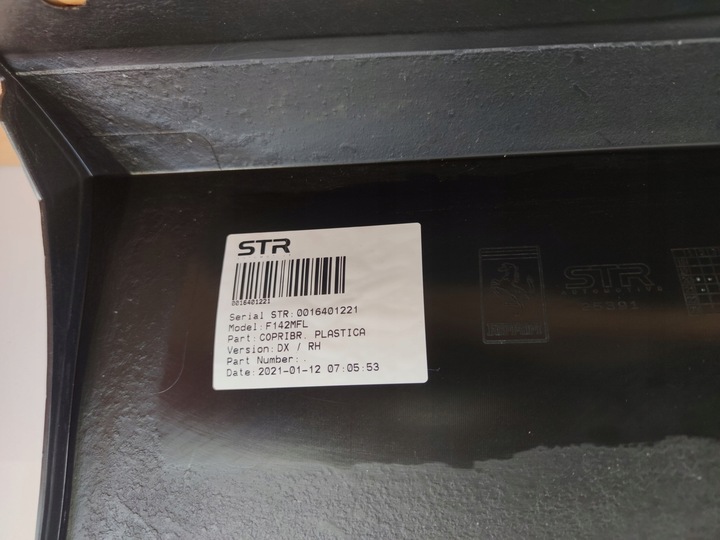 STR
0016401221
Serial STR:0016401221
Model:F142MFL
Part:COPRIBR. PLASTICA
Version:DX / RH
Part Number:.
Date:2021-01-12 07:05:53
STR